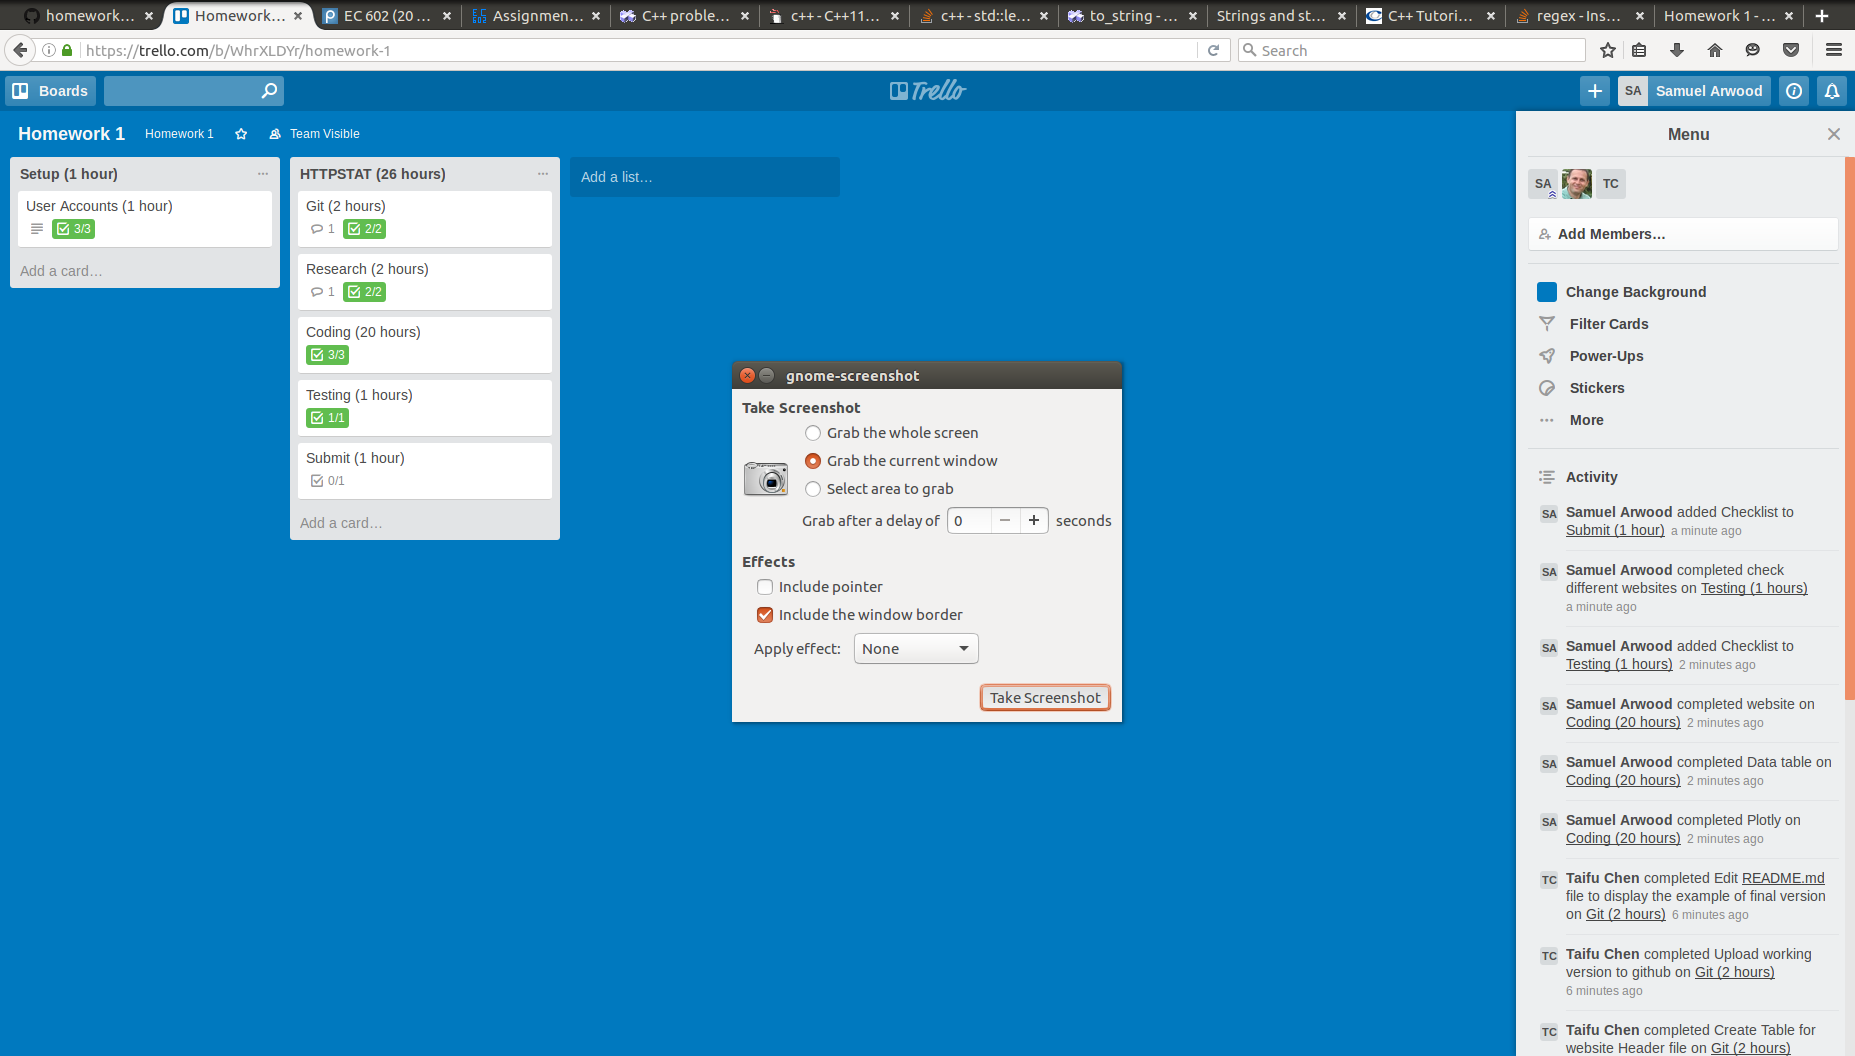 homework... × Homework... × EC 602 (20 ... × Assignmen... × C++ proble... × c++ - C++11... × c++ - std::le... × to_string - ... × Strings and st... × C++ Tutori... × regex - Ins... × Homework 1 - ... ×
https://trello.com/b/WhrXLDYr/homework-1
Search
Boards
Trello
SA Samuel Arwood
Homework 1 Homework 1 Team Visible
Setup (1 hour)
User Accounts (1 hour)
3/3
Add a card…
HTTPSTAT (26 hours)
Git (2 hours)
1 2/2
Research (2 hours)
1 2/2
Coding (20 hours)
3/3
Testing (1 hours)
1/1
Submit (1 hour)
0/1
Add a card…
Add a list…
gnome-screenshot
Take Screenshot
Grab the whole screen
Grab the current window
Select area to grab
Grab after a delay of 0 − + seconds
Effects
Include pointer
Include the window border
Apply effect: None
Take Screenshot
Menu
SA TC
Add Members…
Change Background
Filter Cards
Power-Ups
Stickers
More
Activity
SA Samuel Arwood added Checklist to
Submit (1 hour) a minute ago
SA Samuel Arwood completed check
different websites on Testing (1 hours)
a minute ago
SA Samuel Arwood added Checklist to
Testing (1 hours) 2 minutes ago
SA Samuel Arwood completed website on
Coding (20 hours) 2 minutes ago
SA Samuel Arwood completed Data table on
Coding (20 hours) 2 minutes ago
SA Samuel Arwood completed Plotly on
Coding (20 hours) 2 minutes ago
TC Taifu Chen completed Edit README.md
file to display the example of final version
on Git (2 hours) 6 minutes ago
TC Taifu Chen completed Upload working
version to github on Git (2 hours)
6 minutes ago
TC Taifu Chen completed Create Table for
website Header file on Git (2 hours)